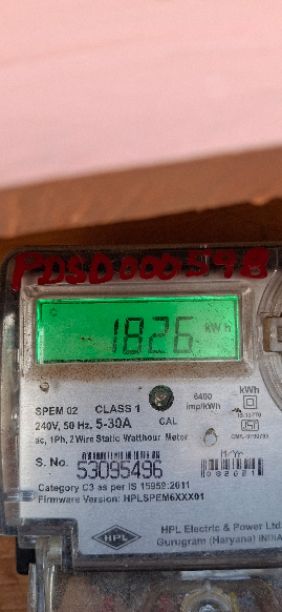 PDSD000598
1826 kWh
SPEM 02 CLASS 1
240V, 50 Hz. 5-30A CAL
6400
imp/kWh
kWh
ac, 1Ph, 2 Wire Static Watthour Meter
S. No. 53095496
Category C3 as per IS 15959:2011
Firmware Version: HPLSPEM6XXX01
HPL
HPL Electric & Power Ltd
Gurugram (Haryana) INDIA